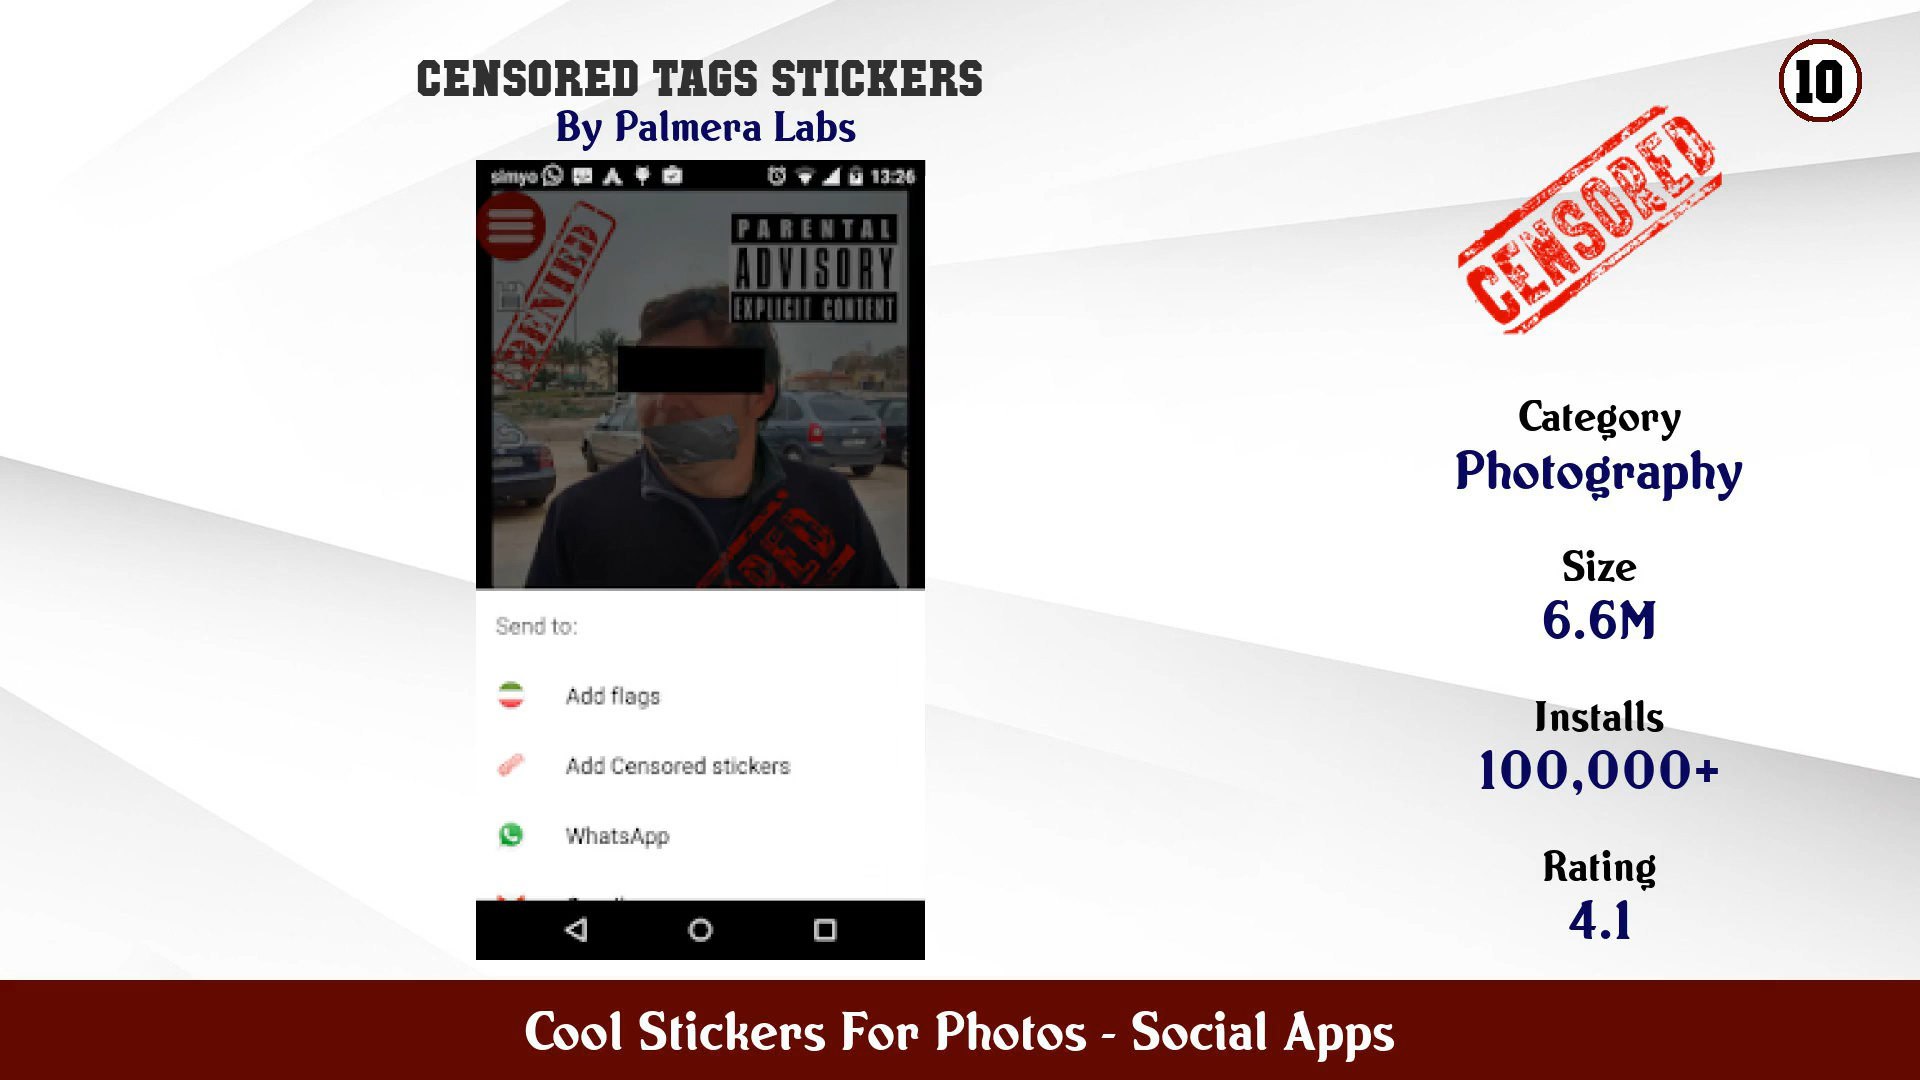 CENSORED TAGS STICKERS
By Palmera Labs
10
CENSORED
simyo
13:26
DENIED
PARENTAL
ADVISORY
EXPLICIT CONTENT
Send to:
Add flags
Add Censored stickers
WhatsApp
Category
Photography
Size
6.6M
Installs
100,000+
Rating
4.1
Cool Stickers For Photos - Social Apps